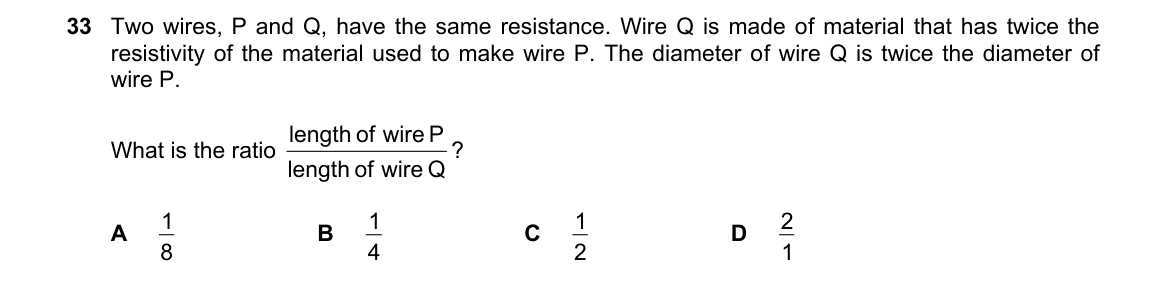 33 Two wires, P and Q, have the same resistance. Wire Q is made of material that has twice the
resistivity of the material used to make wire P. The diameter of wire Q is twice the diameter of
wire P.
What is the ratio length of wire P / length of wire Q ?
A 1/8 B 1/4 C 1/2 D 2/1